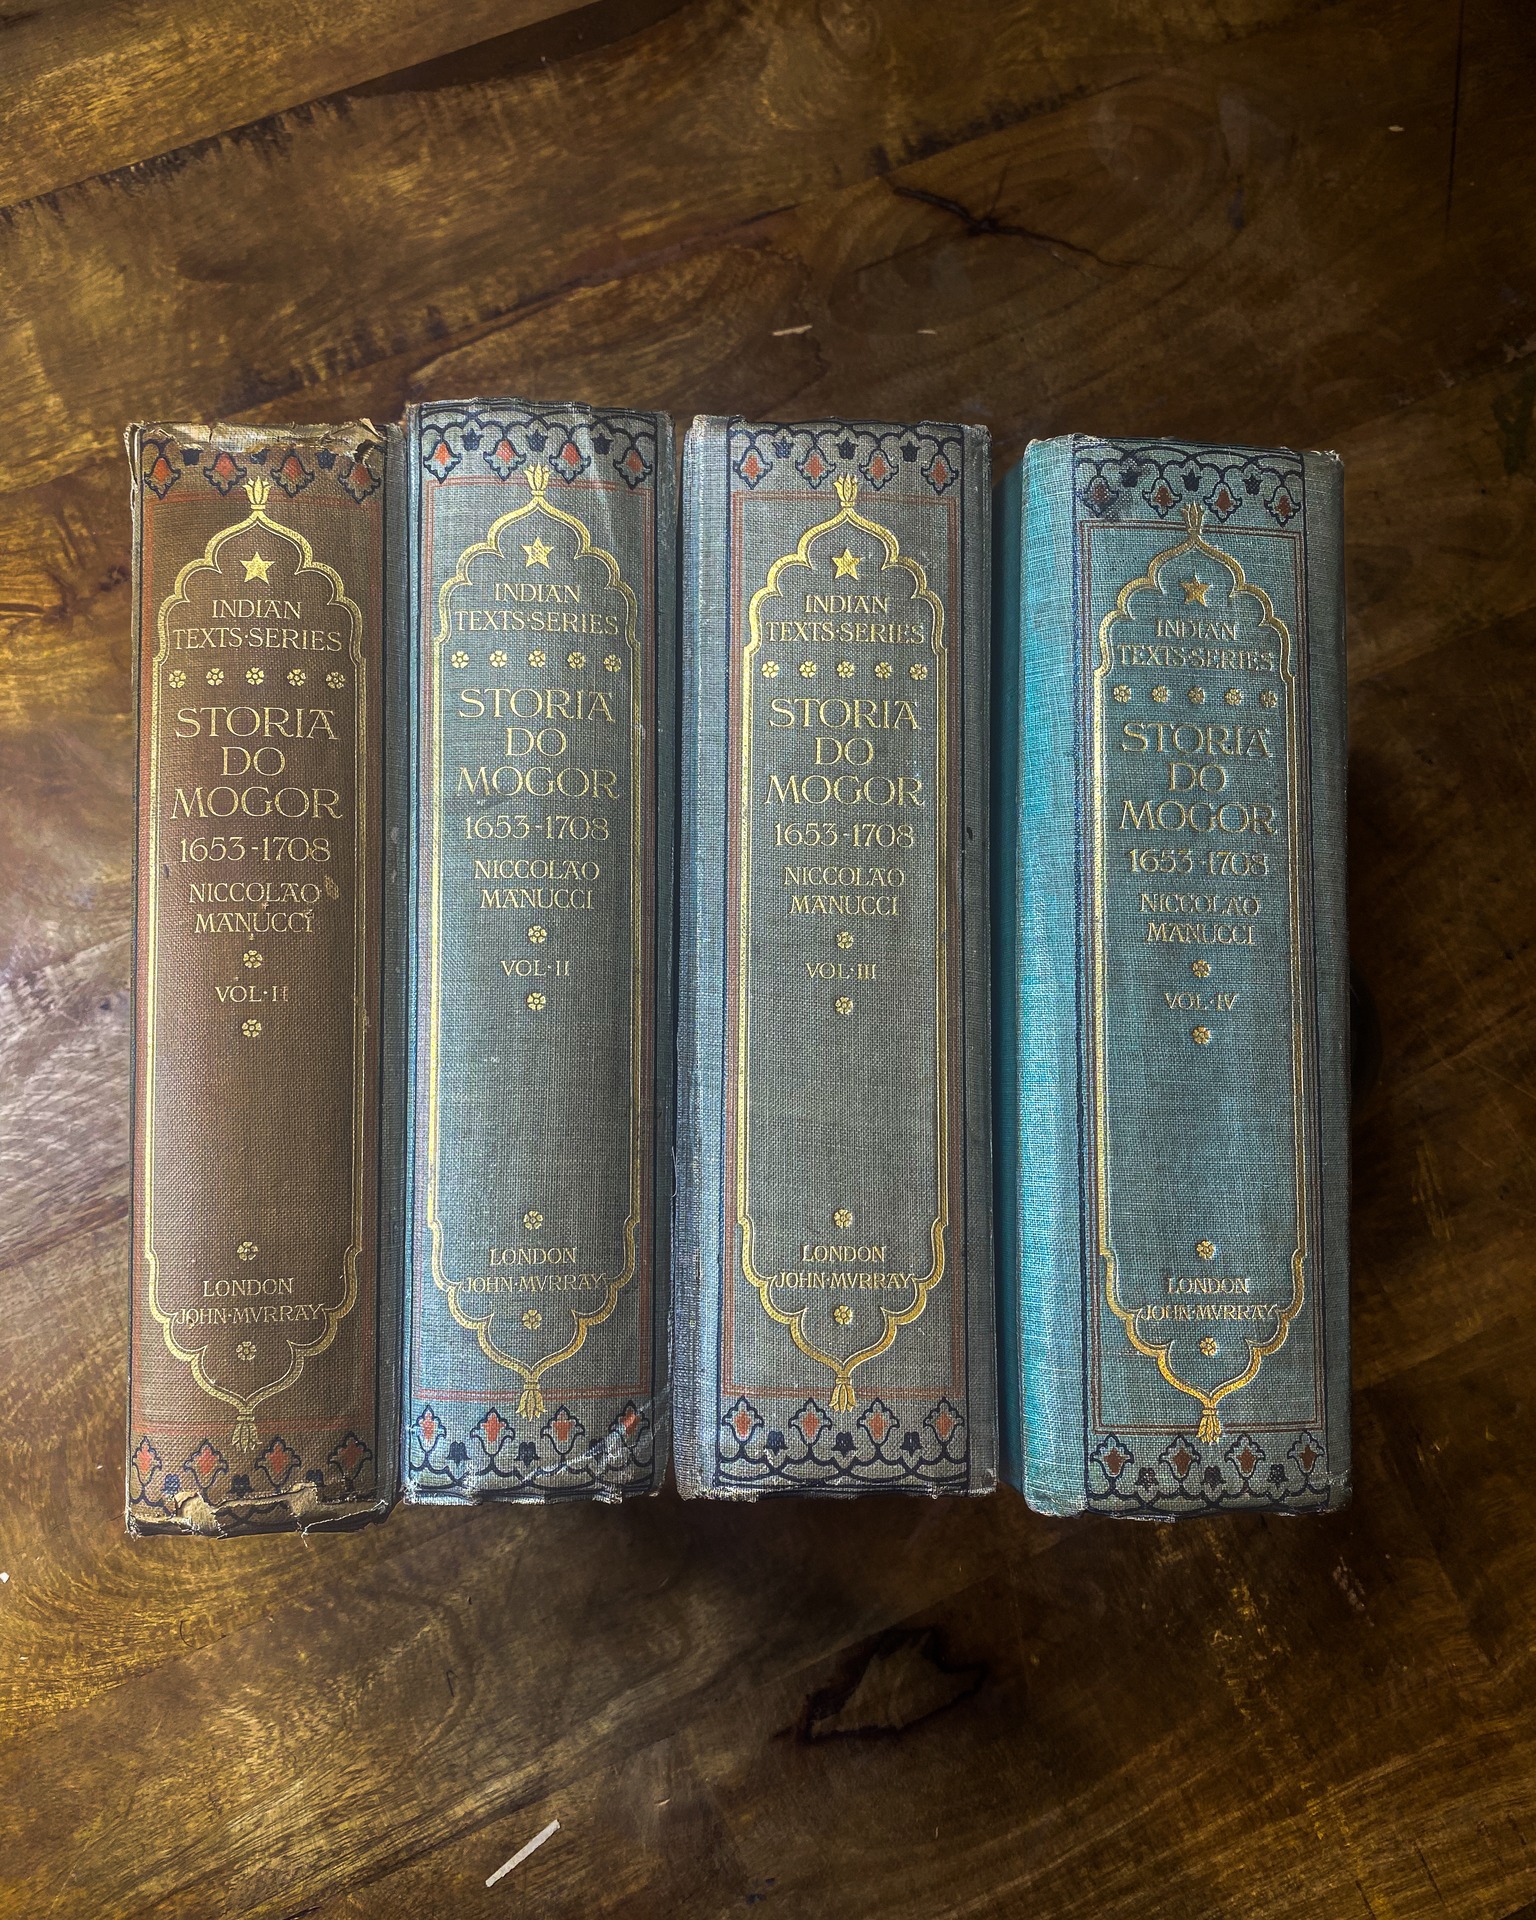 INDIAN
TEXTS·SERIES
STORIA
DO
MOGOR
1653-1708
NICCOLAO
MANUCCI
VOL·II
LONDON
JOHN·MVRRAY
INDIAN
TEXTS·SERIES
STORIA
DO
MOGOR
1653-1708
NICCOLAO
MANUCCI
VOL·II
LONDON
JOHN·MVRRAY
INDIAN
TEXTS·SERIES
STORIA
DO
MOGOR
1653-1708
NICCOLAO
MANUCCI
VOL·III
LONDON
JOHN·MVRRAY
INDIAN
TEXTS·SERIES
STORIA
DO
MOGOR
1653-1708
NICCOLAO
MANUCCI
VOL·IV
LONDON
JOHN·MVRRAY